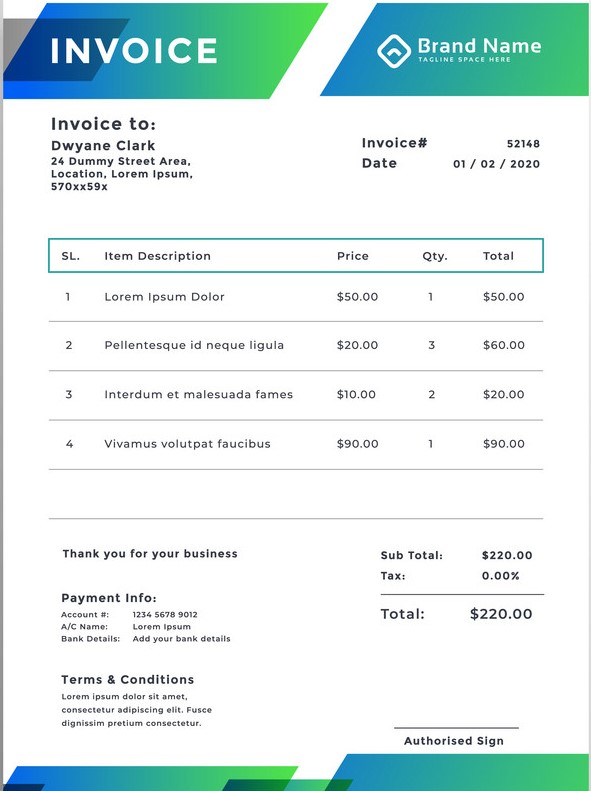 INVOICE
Brand Name
TAGLINE SPACE HERE
Invoice to:
Dwyane Clark
24 Dummy Street Area,
Location, Lorem Ipsum,
570xx59x
Invoice# 52148
Date 01 / 02 / 2020
SL. Item Description Price Qty. Total
1 Lorem Ipsum Dolor $50.00 1 $50.00
2 Pellentesque id neque ligula $20.00 3 $60.00
3 Interdum et malesuada fames $10.00 2 $20.00
4 Vivamus volutpat faucibus $90.00 1 $90.00
Thank you for your business
Sub Total: $220.00
Tax: 0.00%
Total: $220.00
Payment Info:
Account #: 1234 5678 9012
A/C Name: Lorem Ipsum
Bank Details: Add your bank details
Terms & Conditions
Lorem ipsum dolor sit amet,
consectetur adipiscing elit. Fusce
dignissim pretium consectetur.
Authorised Sign